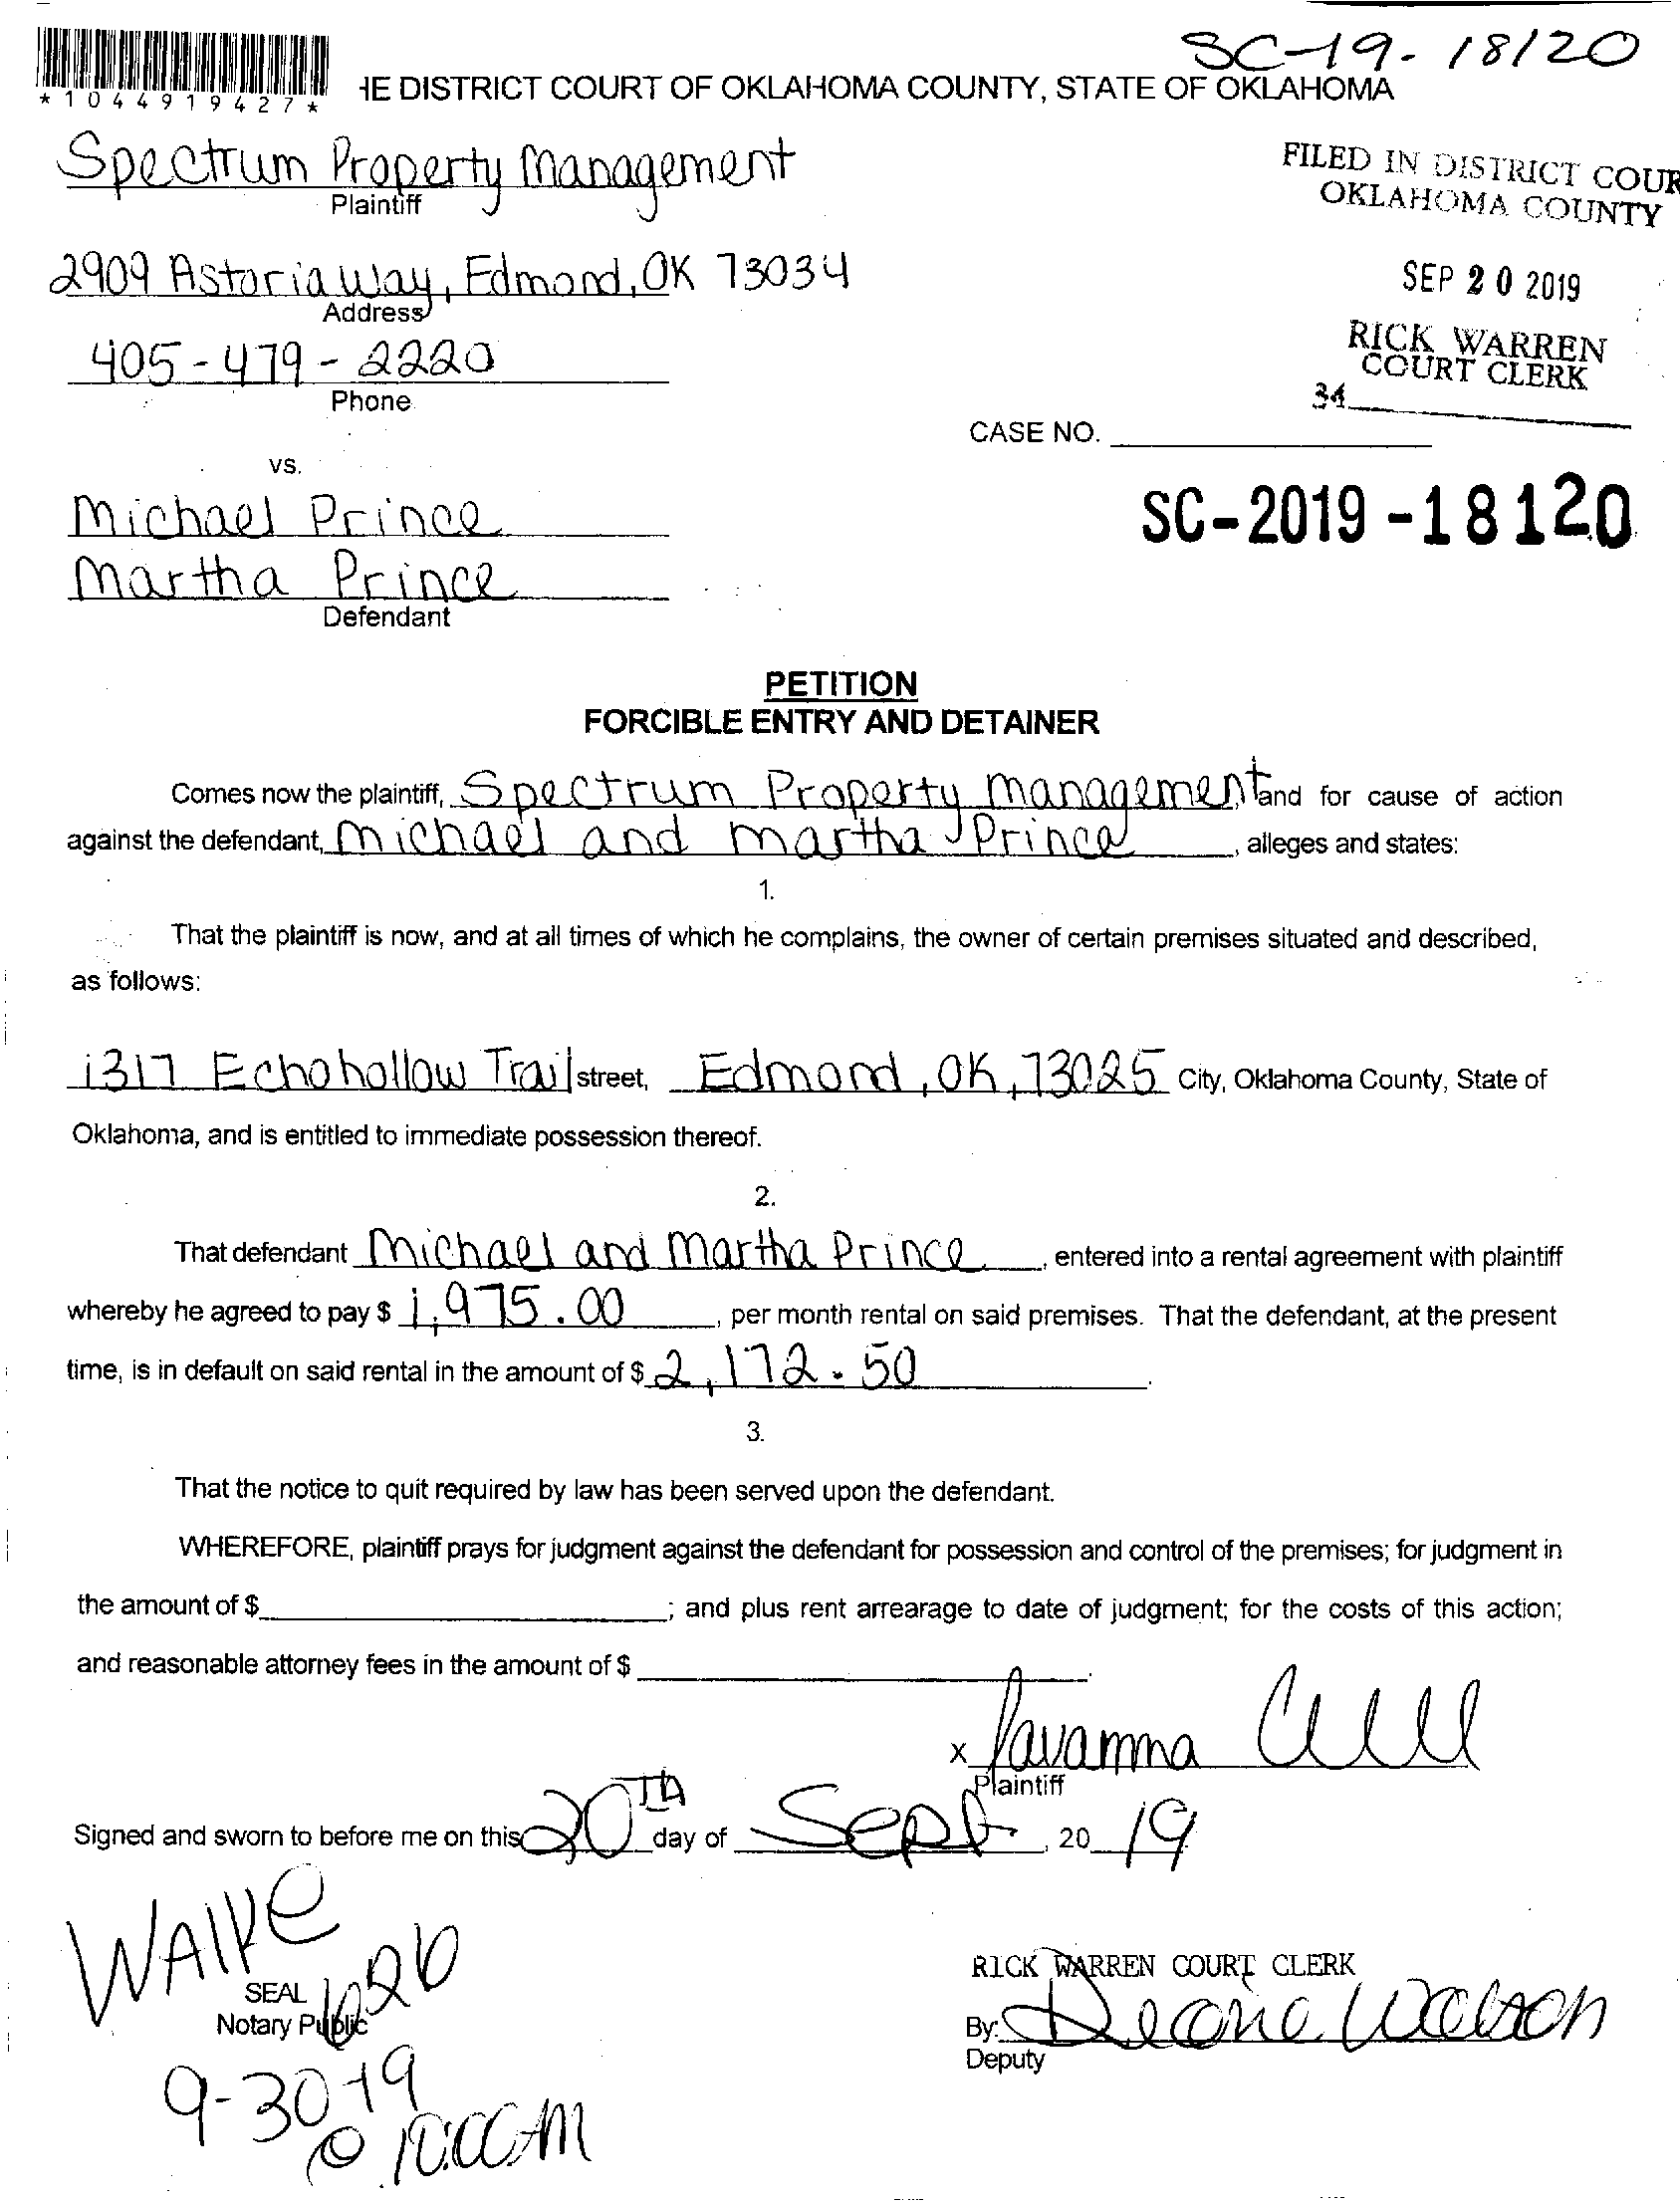 SC-19-18120
*1044919427*
HE DISTRICT COURT OF OKLAHOMA COUNTY, STATE OF OKLAHOMA
Spectrum Property Management
Plaintiff
FILED IN DISTRICT COUR
OKLAHOMA COUNTY
2909 Astoria Way, Edmond, OK 73034
Address
SEP 20 2019
405-479-2220
Phone
RICK WARREN
COURT CLERK
34
CASE NO.
vs.
SC-2019-18120
Michael Prince
Martha Prince
Defendant
PETITION
FORCIBLE ENTRY AND DETAINER
Comes now the plaintiff, Spectrum Property Management and for cause of action
against the defendant, Michael and Martha Prince, alleges and states:
1.
That the plaintiff is now, and at all times of which he complains, the owner of certain premises situated and described,
as follows:
1317 Echohollow Trail street, Edmond, OK, 73025 City, Oklahoma County, State of
Oklahoma, and is entitled to immediate possession thereof.
2.
That defendant Michael and Martha Prince, entered into a rental agreement with plaintiff
whereby he agreed to pay $ 1,975.00, per month rental on said premises. That the defendant, at the present
time, is in default on said rental in the amount of $ 2,172.50.
3.
That the notice to quit required by law has been served upon the defendant.
WHEREFORE, plaintiff prays for judgment against the defendant for possession and control of the premises; for judgment in
the amount of $ ; and plus rent arrearage to date of judgment; for the costs of this action;
and reasonable attorney fees in the amount of $ .
x
Plaintiff
Signed and sworn to before me on this 20TH day of Sept, 2019
SEAL
Notary Public
RICK WARREN COURT CLERK
By:
Deputy
9-30-19
@ 10:00AM